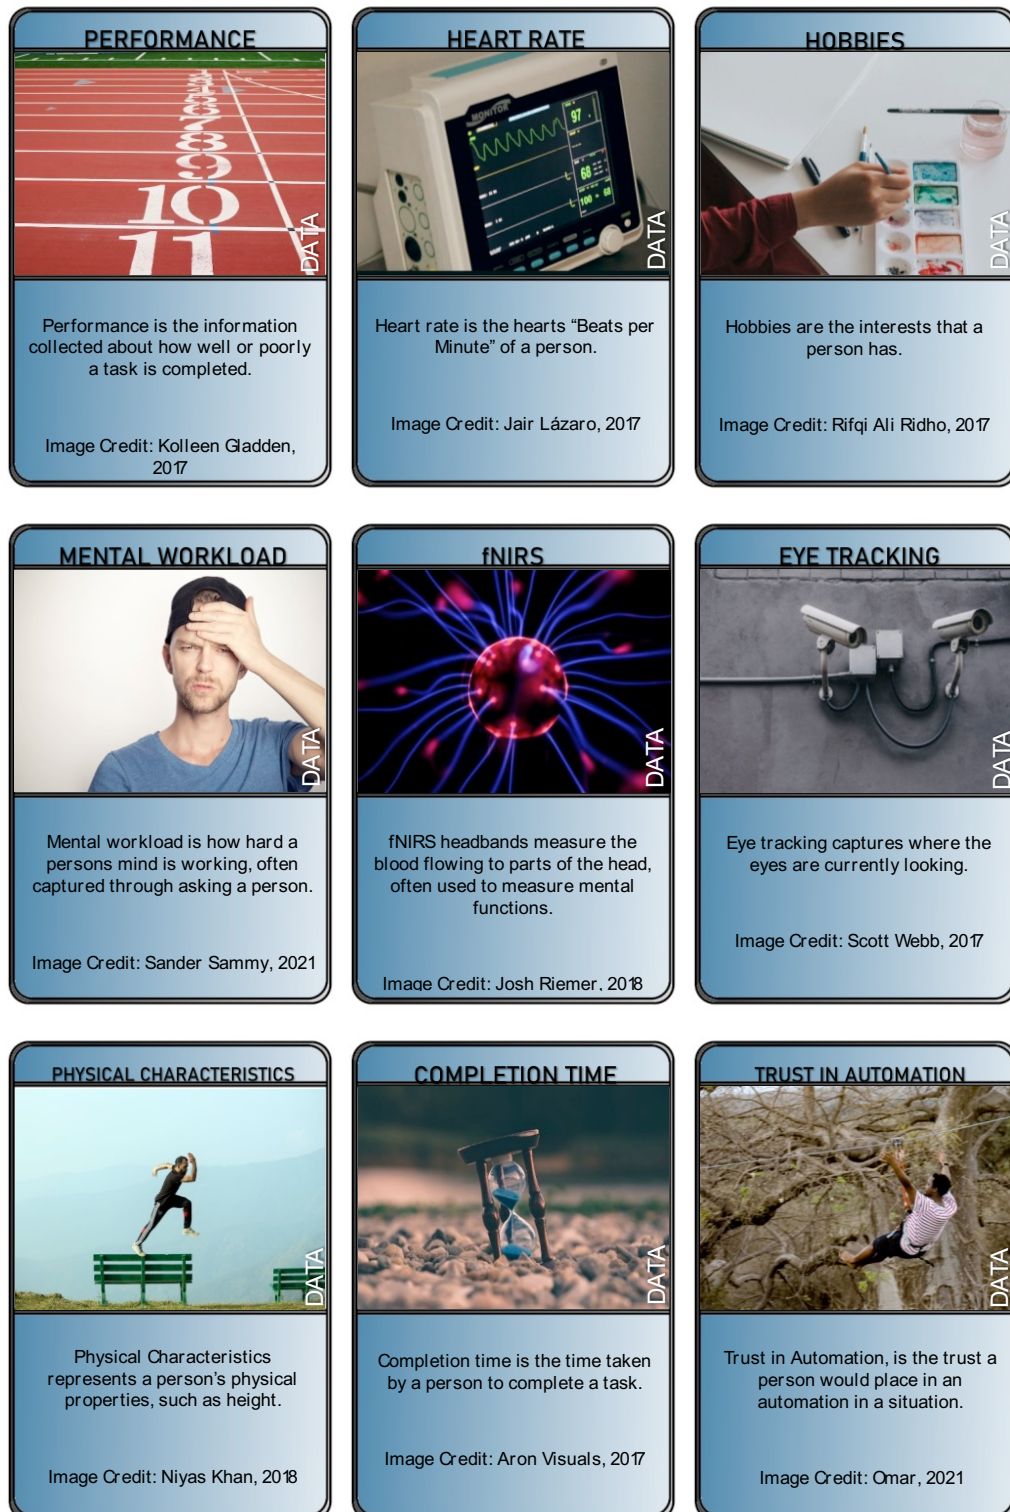 PERFORMANCE
11
10
9
8
DATA
Performance is the information
collected about how well or poorly
a task is completed.
Image Credit: Kolleen Gladden,
2017
HEART RATE
MONITOR
97
68
100
68
DATA
Heart rate is the hearts “Beats per
Minute” of a person.
Image Credit: Jair Lázaro, 2017
HOBBIES
DATA
Hobbies are the interests that a
person has.
Image Credit: Rifqi Ali Ridho, 2017
MENTAL WORKLOAD
DATA
Mental workload is how hard a
persons mind is working, often
captured through asking a person.
Image Credit: Sander Sammy, 2021
fNIRS
DATA
fNIRS headbands measure the
blood flowing to parts of the head,
often used to measure mental
functions.
Image Credit: Josh Riemer, 2018
EYE TRACKING
DATA
Eye tracking captures where the
eyes are currently looking.
Image Credit: Scott Webb, 2017
PHYSICAL CHARACTERISTICS
DATA
Physical Characteristics
represents a person’s physical
properties, such as height.
Image Credit: Niyas Khan, 2018
COMPLETION TIME
DATA
Completion time is the time taken
by a person to complete a task.
Image Credit: Aron Visuals, 2017
TRUST IN AUTOMATION
DATA
Trust in Automation, is the trust a
person would place in an
automation in a situation.
Image Credit: Omar, 2021